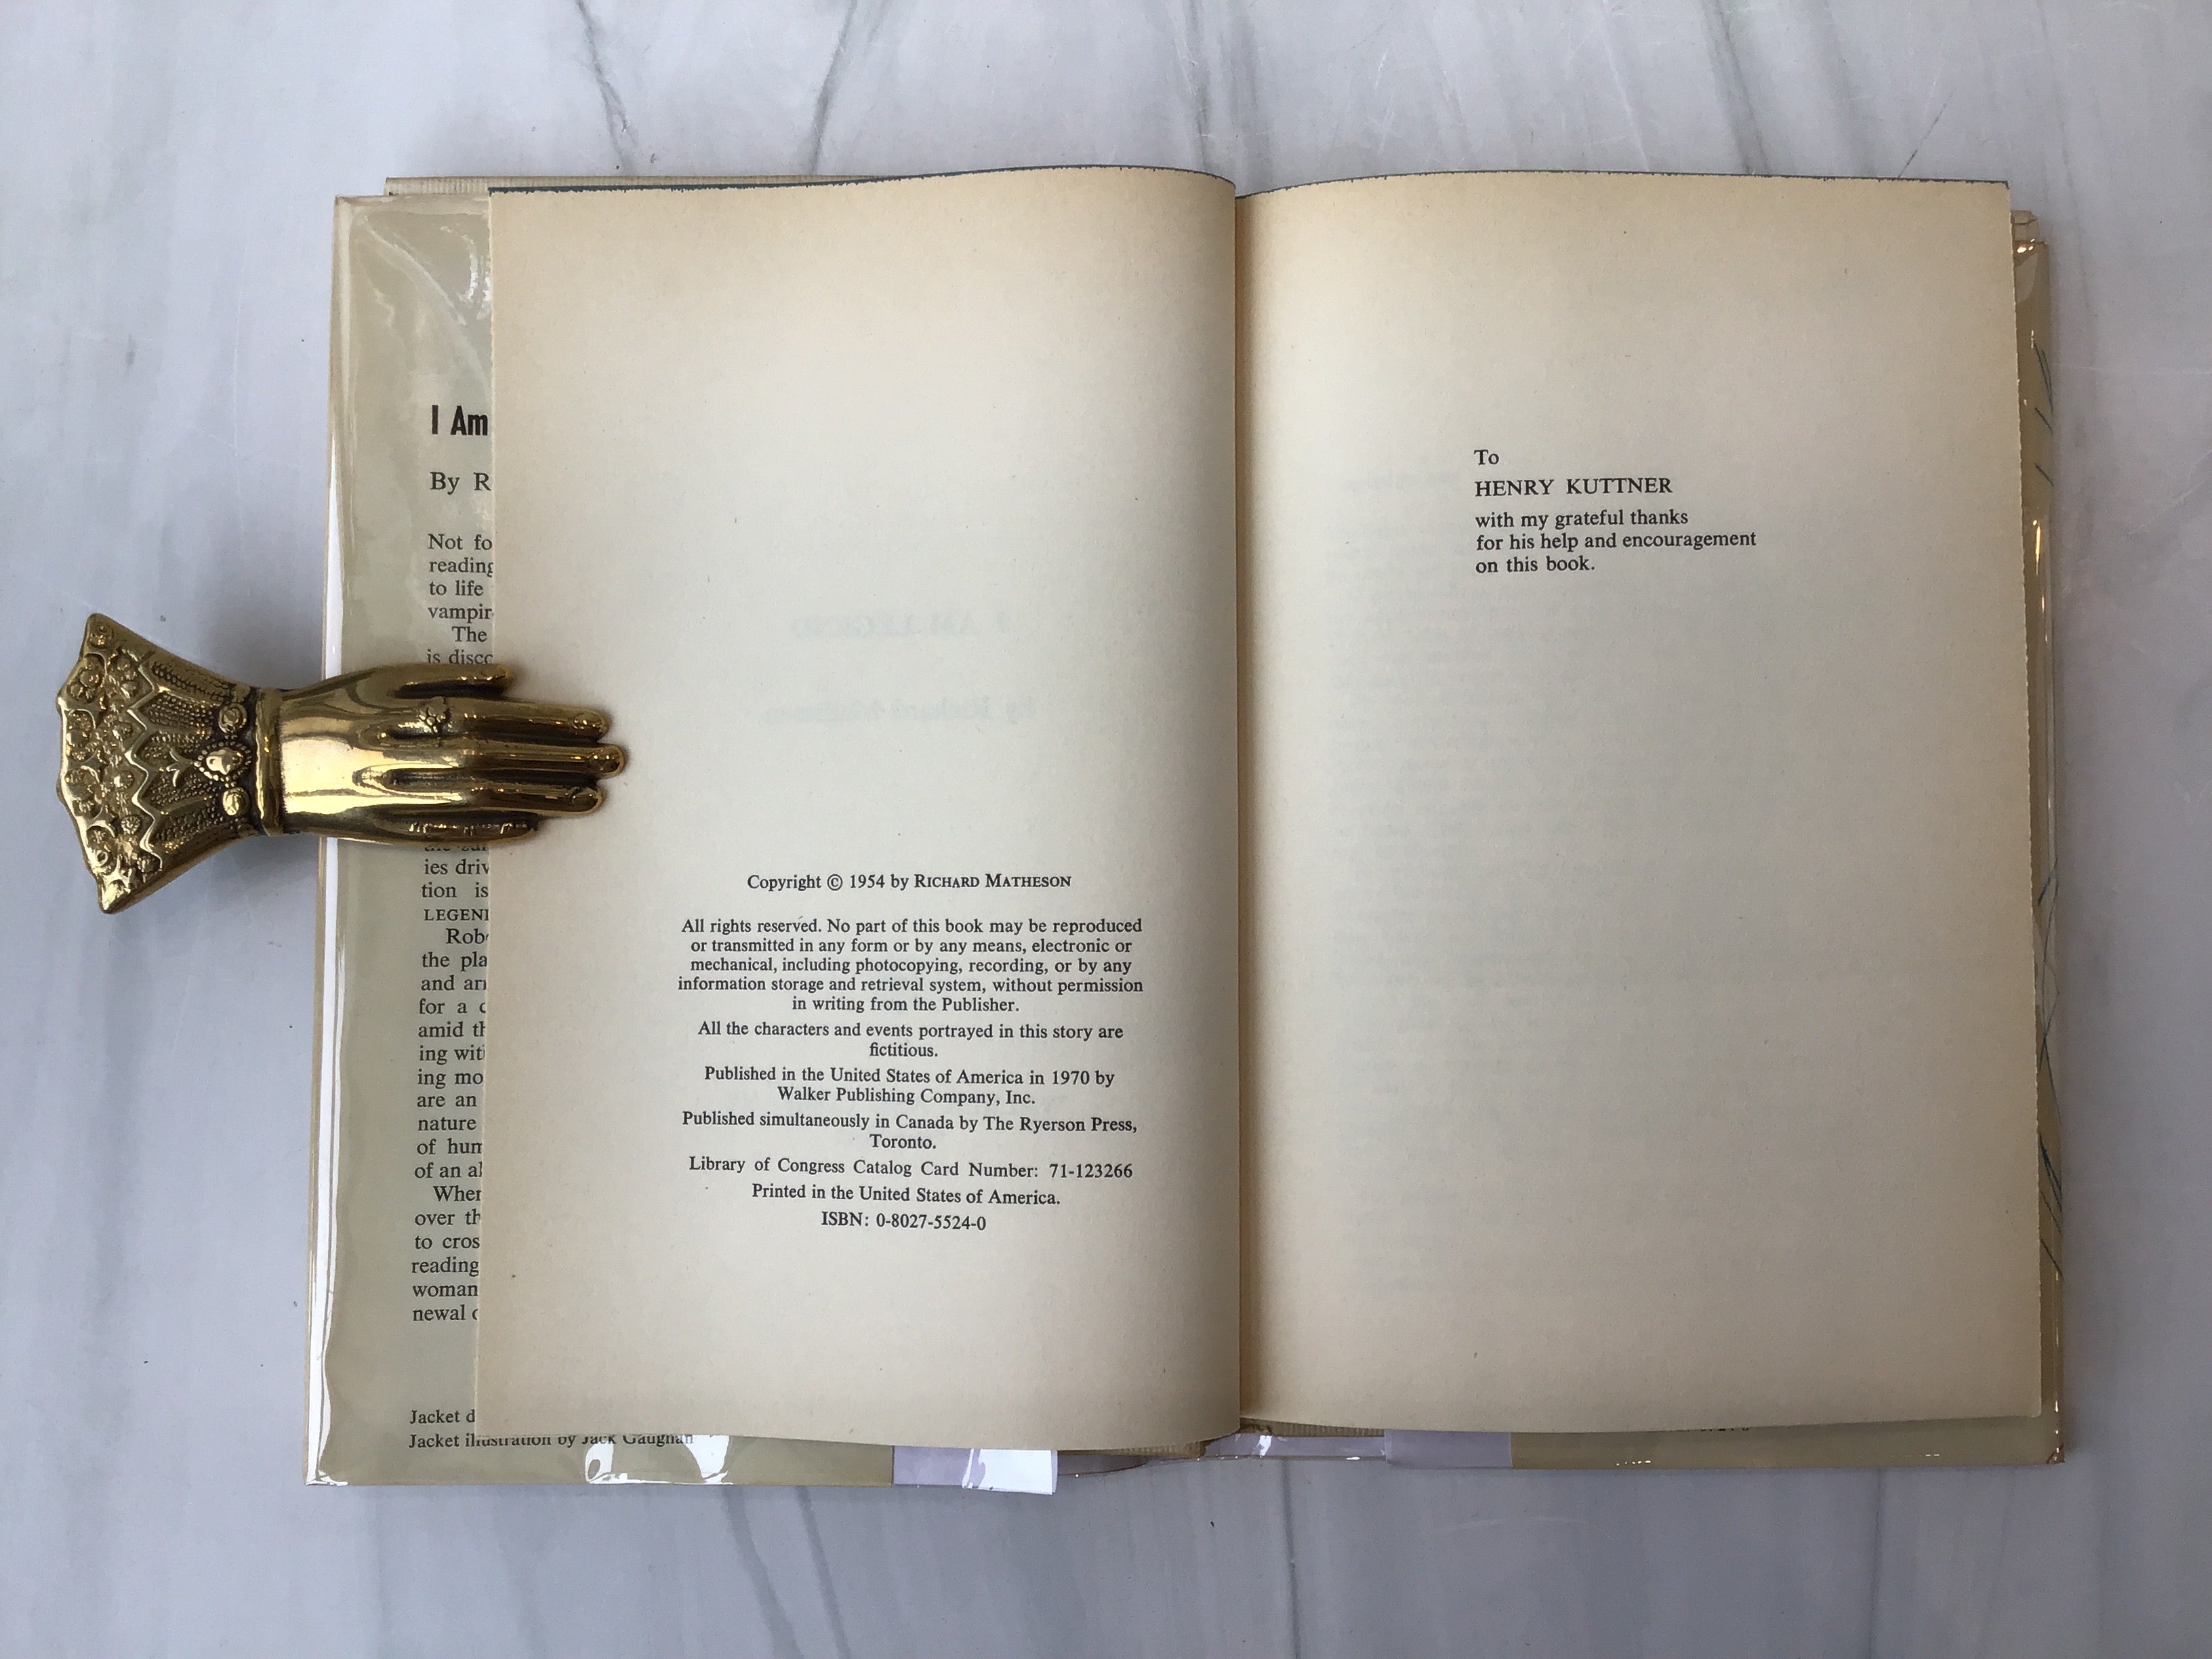 I Am
By R
Not fo
reading
to life
vampir
The
is disco
ies driv
tion is
LEGEN
Rob
the pla
and arr
for a c
amid th
ing wit
ing mo
are an
nature
of hum
of an al
When
over th
to cros
reading
woman
newal
Jacket d
Jacket illustration by Jack Gaughan
Copyright © 1954 by RICHARD MATHESON
All rights reserved. No part of this book may be reproduced
or transmitted in any form or by any means, electronic or
mechanical, including photocopying, recording, or by any
information storage and retrieval system, without permission
in writing from the Publisher.
All the characters and events portrayed in this story are
fictitious.
Published in the United States of America in 1970 by
Walker Publishing Company, Inc.
Published simultaneously in Canada by The Ryerson Press,
Toronto.
Library of Congress Catalog Card Number: 71-123266
Printed in the United States of America.
ISBN: 0-8027-5524-0
To
HENRY KUTTNER
with my grateful thanks
for his help and encouragement
on this book.